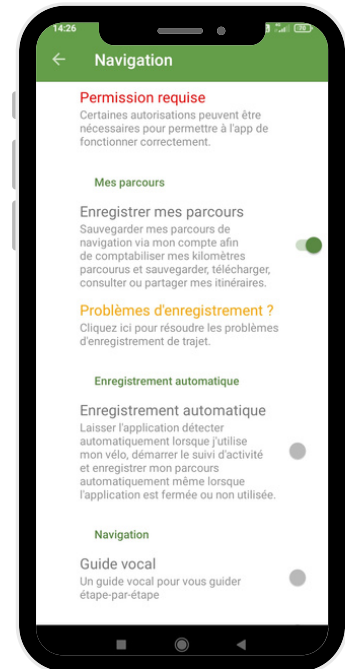 14:26
Navigation
Permission requise
Certaines autorisations peuvent être
nécessaires pour permettre à l'app de
fonctionner correctement.
Mes parcours
Enregistrer mes parcours
Sauvegarder mes parcours de
navigation via mon compte afin
de comptabiliser mes kilomètres
parcourus et sauvegarder, télécharger,
consulter ou partager mes itinéraires.
Problèmes d'enregistrement ?
Cliquez ici pour résoudre les problèmes
d'enregistrement de trajet.
Enregistrement automatique
Enregistrement automatique
Laisser l'application détecter
automatiquement lorsque j'utilise
mon vélo, démarrer le suivi d'activité
et enregistrer mon parcours
automatiquement même lorsque
l'application est fermée ou non utilisée.
Navigation
Guide vocal
Un guide vocal pour vous guider
étape-par-étape